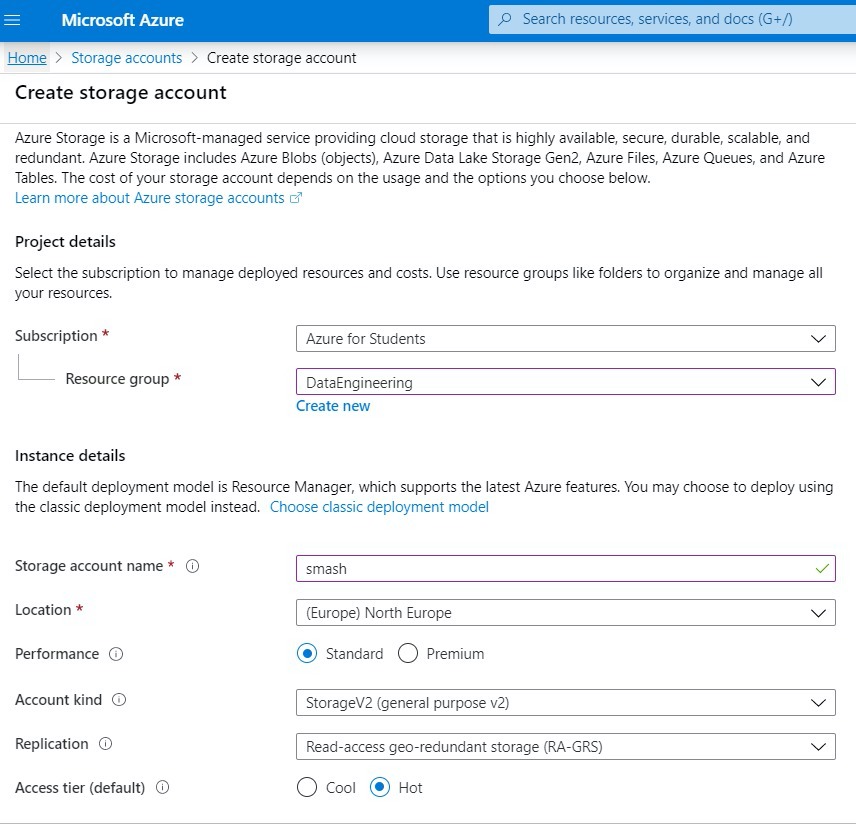 Microsoft Azure
Search resources, services, and docs (G+/)
Home > Storage accounts > Create storage account
Create storage account
Azure Storage is a Microsoft-managed service providing cloud storage that is highly available, secure, durable, scalable, and
redundant. Azure Storage includes Azure Blobs (objects), Azure Data Lake Storage Gen2, Azure Files, Azure Queues, and Azure
Tables. The cost of your storage account depends on the usage and the options you choose below.
Learn more about Azure storage accounts
Project details
Select the subscription to manage deployed resources and costs. Use resource groups like folders to organize and manage all
your resources.
Subscription *
Azure for Students
Resource group *
DataEngineering
Create new
Instance details
The default deployment model is Resource Manager, which supports the latest Azure features. You may choose to deploy using
the classic deployment model instead. Choose classic deployment model
Storage account name *
smash
Location *
(Europe) North Europe
Performance
Standard Premium
Account kind
StorageV2 (general purpose v2)
Replication
Read-access geo-redundant storage (RA-GRS)
Access tier (default)
Cool Hot